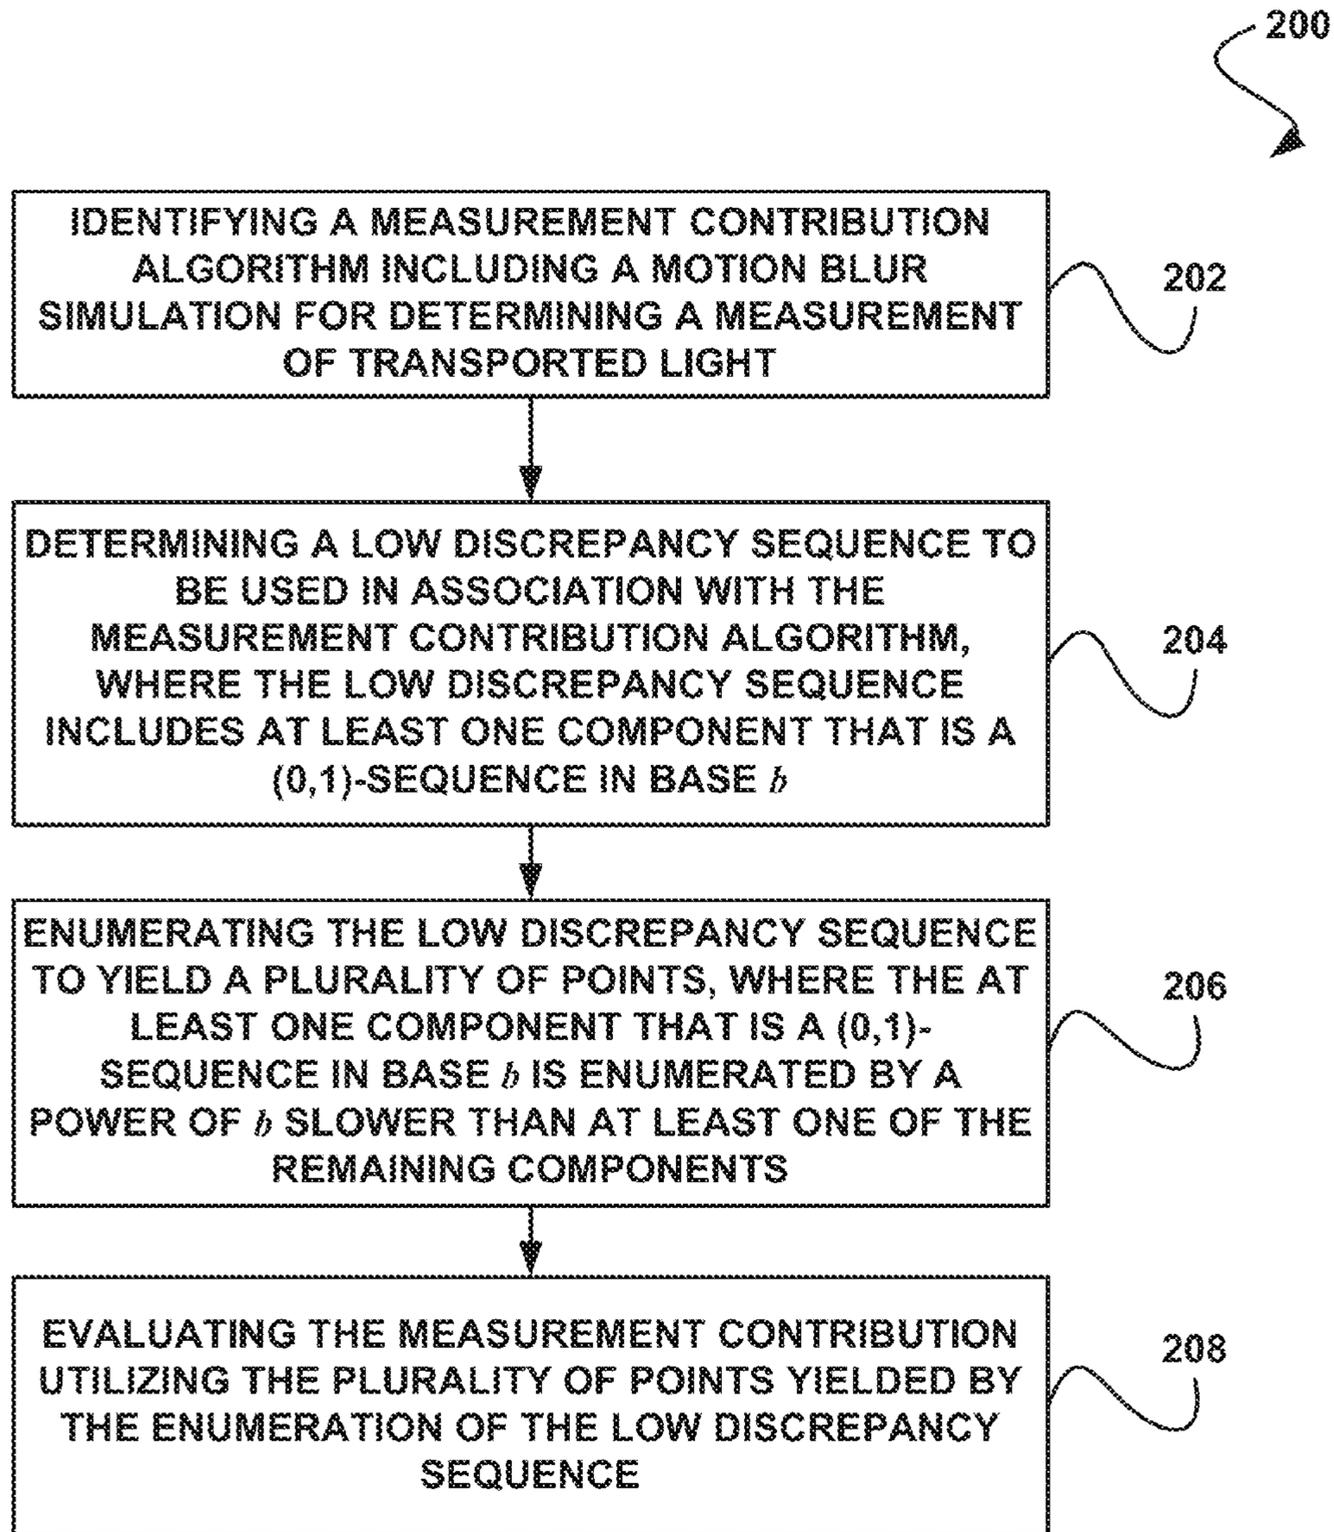 200
IDENTIFYING A MEASUREMENT CONTRIBUTION
ALGORITHM INCLUDING A MOTION BLUR
SIMULATION FOR DETERMINING A MEASUREMENT
OF TRANSPORTED LIGHT
202
DETERMINING A LOW DISCREPANCY SEQUENCE TO
BE USED IN ASSOCIATION WITH THE
MEASUREMENT CONTRIBUTION ALGORITHM,
WHERE THE LOW DISCREPANCY SEQUENCE
INCLUDES AT LEAST ONE COMPONENT THAT IS A
(0,1)-SEQUENCE IN BASE b
204
ENUMERATING THE LOW DISCREPANCY SEQUENCE
TO YIELD A PLURALITY OF POINTS, WHERE THE AT
LEAST ONE COMPONENT THAT IS A (0,1)-
SEQUENCE IN BASE b IS ENUMERATED BY A
POWER OF b SLOWER THAN AT LEAST ONE OF THE
REMAINING COMPONENTS
206
EVALUATING THE MEASUREMENT CONTRIBUTION
UTILIZING THE PLURALITY OF POINTS YIELDED BY
THE ENUMERATION OF THE LOW DISCREPANCY
SEQUENCE
208